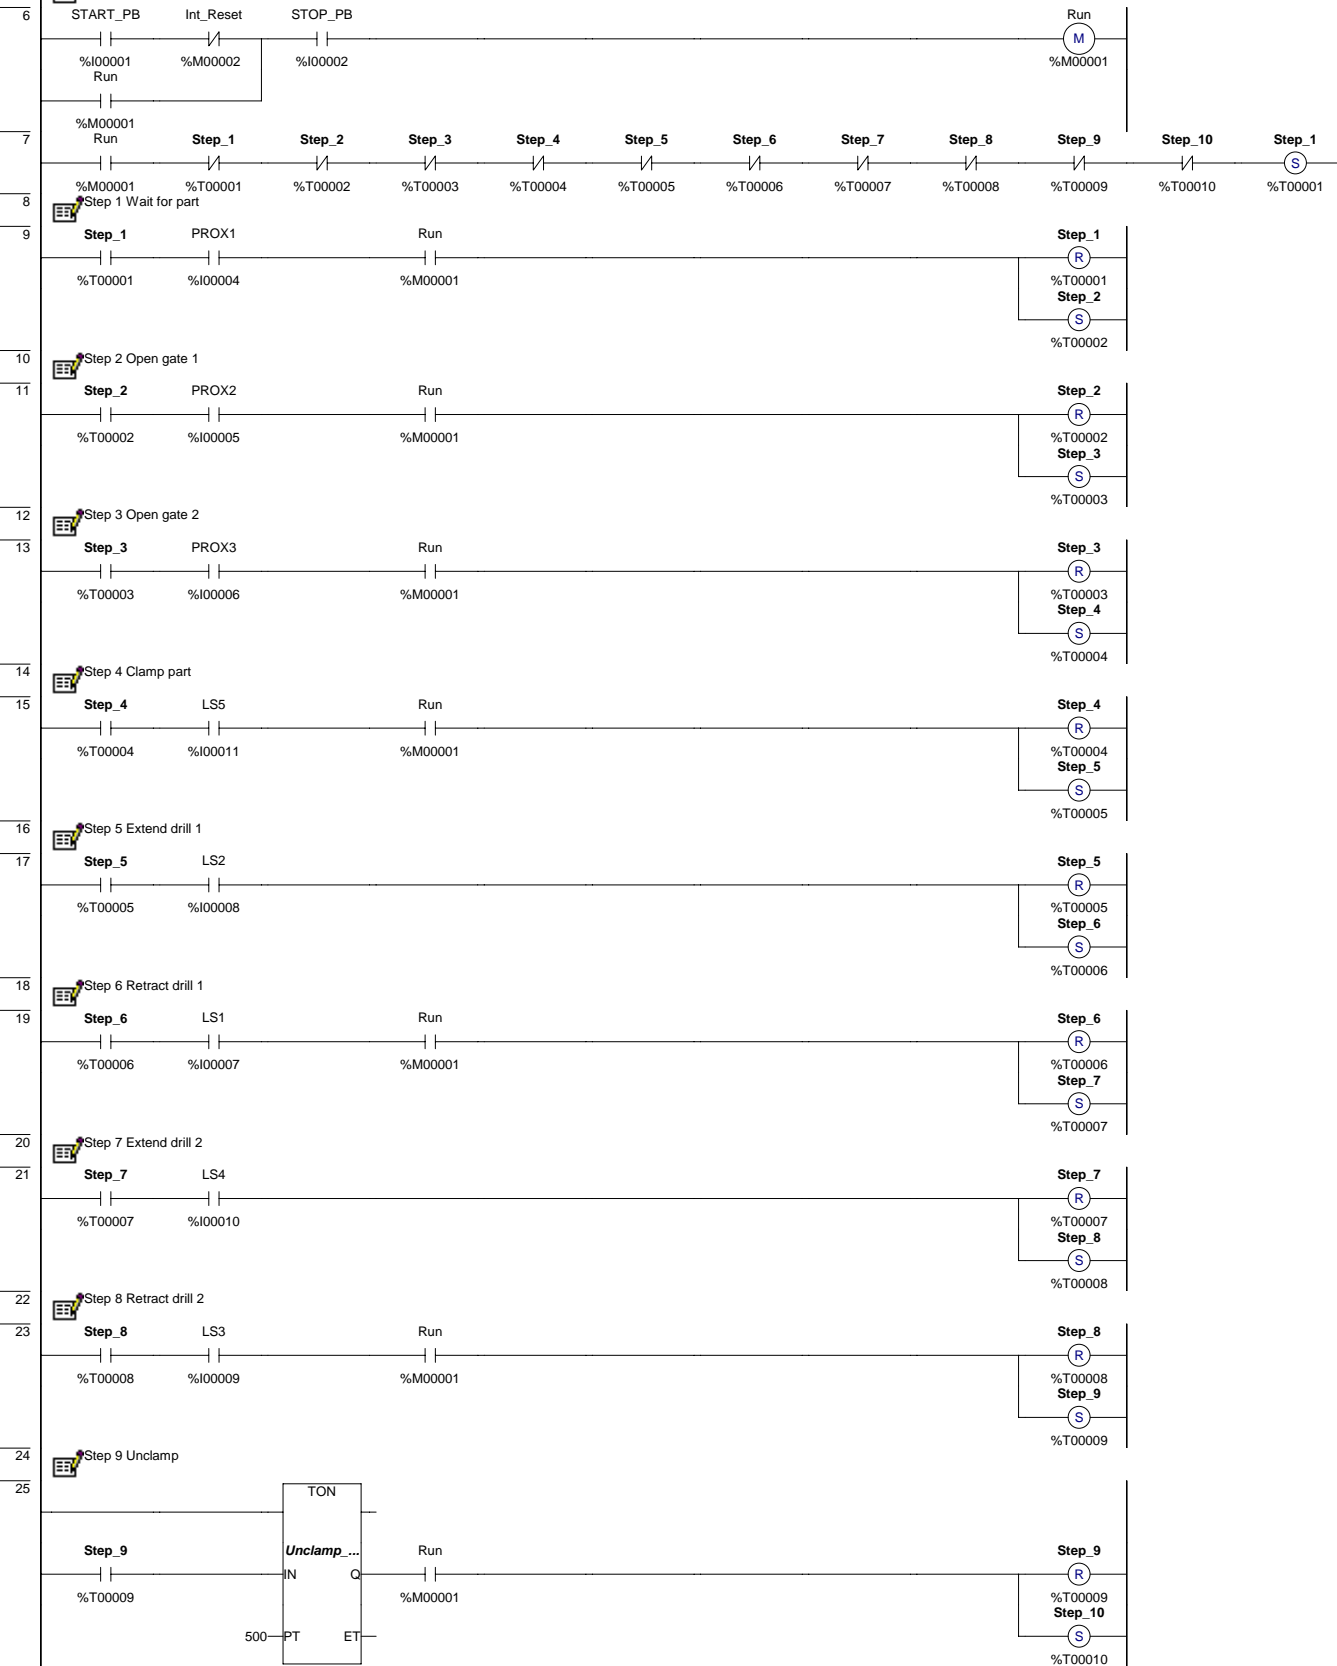 6
START_PB Int_Reset STOP_PB Run
M
%I00001 %M00002 %I00002 %M00001
Run
%M00001
7
Run Step_1 Step_2 Step_3 Step_4 Step_5 Step_6 Step_7 Step_8 Step_9 Step_10 Step_1
S
%M00001 %T00001 %T00002 %T00003 %T00004 %T00005 %T00006 %T00007 %T00008 %T00009 %T00010 %T00001
8
Step 1 Wait for part
9
Step_1 PROX1 Run Step_1
R
%T00001 %I00004 %M00001 %T00001
Step_2
S
%T00002
10
Step 2 Open gate 1
11
Step_2 PROX2 Run Step_2
R
%T00002 %I00005 %M00001 %T00002
Step_3
S
%T00003
12
Step 3 Open gate 2
13
Step_3 PROX3 Run Step_3
R
%T00003 %I00006 %M00001 %T00003
Step_4
S
%T00004
14
Step 4 Clamp part
15
Step_4 LS5 Run Step_4
R
%T00004 %I00011 %M00001 %T00004
Step_5
S
%T00005
16
Step 5 Extend drill 1
17
Step_5 LS2 Step_5
R
%T00005 %I00008 %T00005
Step_6
S
%T00006
18
Step 6 Retract drill 1
19
Step_6 LS1 Run Step_6
R
%T00006 %I00007 %M00001 %T00006
Step_7
S
%T00007
20
Step 7 Extend drill 2
21
Step_7 LS4 Step_7
R
%T00007 %I00010 %T00007
Step_8
S
%T00008
22
Step 8 Retract drill 2
23
Step_8 LS3 Run Step_8
R
%T00008 %I00009 %M00001 %T00008
Step_9
S
%T00009
24
Step 9 Unclamp
25
TON
Step_9 Unclamp_... Run Step_9
IN Q R
%T00009 %M00001 %T00009
Step_10
500 PT ET S
%T00010